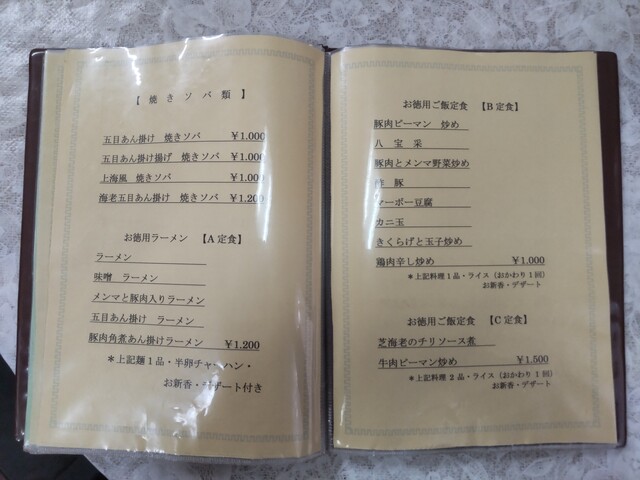 【 焼 き ソ バ 類 】
五目あん掛け 焼きソバ ￥1,000
五目あん掛け揚げ 焼きソバ ￥1,000
上海風 焼きソバ ￥1,000
海老五目あん掛け 焼きソバ ￥1,200
お徳用ラーメン 【A定食】
ラーメン
味噌 ラーメン
メンマと豚肉入りラーメン
五目あん掛け ラーメン
豚肉角煮あん掛けラーメン ￥1,200
＊上記麺1品・半卵チャーハン・
お新香・デザート付き
お徳用ご飯定食 【B定食】
豚肉ピーマン 炒め
八 宝 采
豚肉とメンマ野菜炒め
酢 豚
マーボー豆腐
カニ玉
きくらげと玉子炒め
鶏肉辛し炒め ￥1,000
＊上記料理1品・ライス（おかわり1回）
お新香・デザート
お徳用ご飯定食 【C定食】
芝海老のチリソース煮
牛肉ピーマン炒め ￥1,500
＊上記料理2品・ライス（おかわり1回）
お新香・デザート